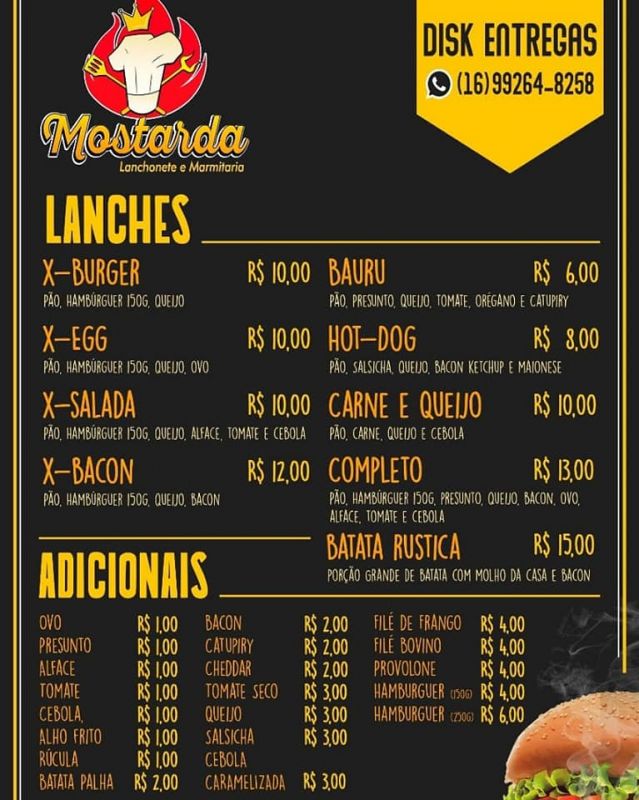 Mostarda
Lanchonete e Marmitaria
DISK ENTREGAS
(16)99264-8258
LANCHES
X-BURGER R$ 10,00
PÃO, HAMBÚRGUER 150G, QUEIJO
X-EGG R$ 10,00
PÃO, HAMBÚRGUER 150G, QUEIJO, OVO
X-SALADA R$ 10,00
PÃO, HAMBÚRGUER 150G, QUEIJO, ALFACE, TOMATE E CEBOLA
X-BACON R$ 12,00
PÃO, HAMBÚRGUER 150G, QUEIJO, BACON
BAURU R$ 6,00
PÃO, PRESUNTO, QUEIJO, TOMATE, ORÉGANO E CATUPIRY
HOT-DOG R$ 8,00
PÃO, SALSICHA, QUEIJO, BACON KETCHUP E MAIONESE
CARNE E QUEIJO R$ 10,00
PÃO, CARNE, QUEIJO E CEBOLA
COMPLETO R$ 13,00
PÃO, HAMBÚRGUER 150G, PRESUNTO, QUEIJO, BACON, OVO,
ALFACE, TOMATE E CEBOLA
BATATA RUSTICA R$ 15,00
PORÇÃO GRANDE DE BATATA COM MOLHO DA CASA E BACON
ADICIONAIS
OVO R$ 1,00
PRESUNTO R$ 1,00
ALFACE R$ 1,00
TOMATE R$ 1,00
CEBOLA, R$ 1,00
ALHO FRITO R$ 1,00
RÚCULA R$ 1,00
BATATA PALHA R$ 2,00
BACON R$ 2,00
CATUPIRY R$ 2,00
CHEDDAR R$ 2,00
TOMATE SECO R$ 3,00
QUEIJO R$ 3,00
SALSICHA R$ 3,00
CEBOLA
CARAMELIZADA R$ 3,00
FILÉ DE FRANGO R$ 4,00
FILÉ BOVINO R$ 4,00
PROVOLONE R$ 4,00
HAMBURGUER (150G) R$ 4,00
HAMBURGUER (250G) R$ 6,00